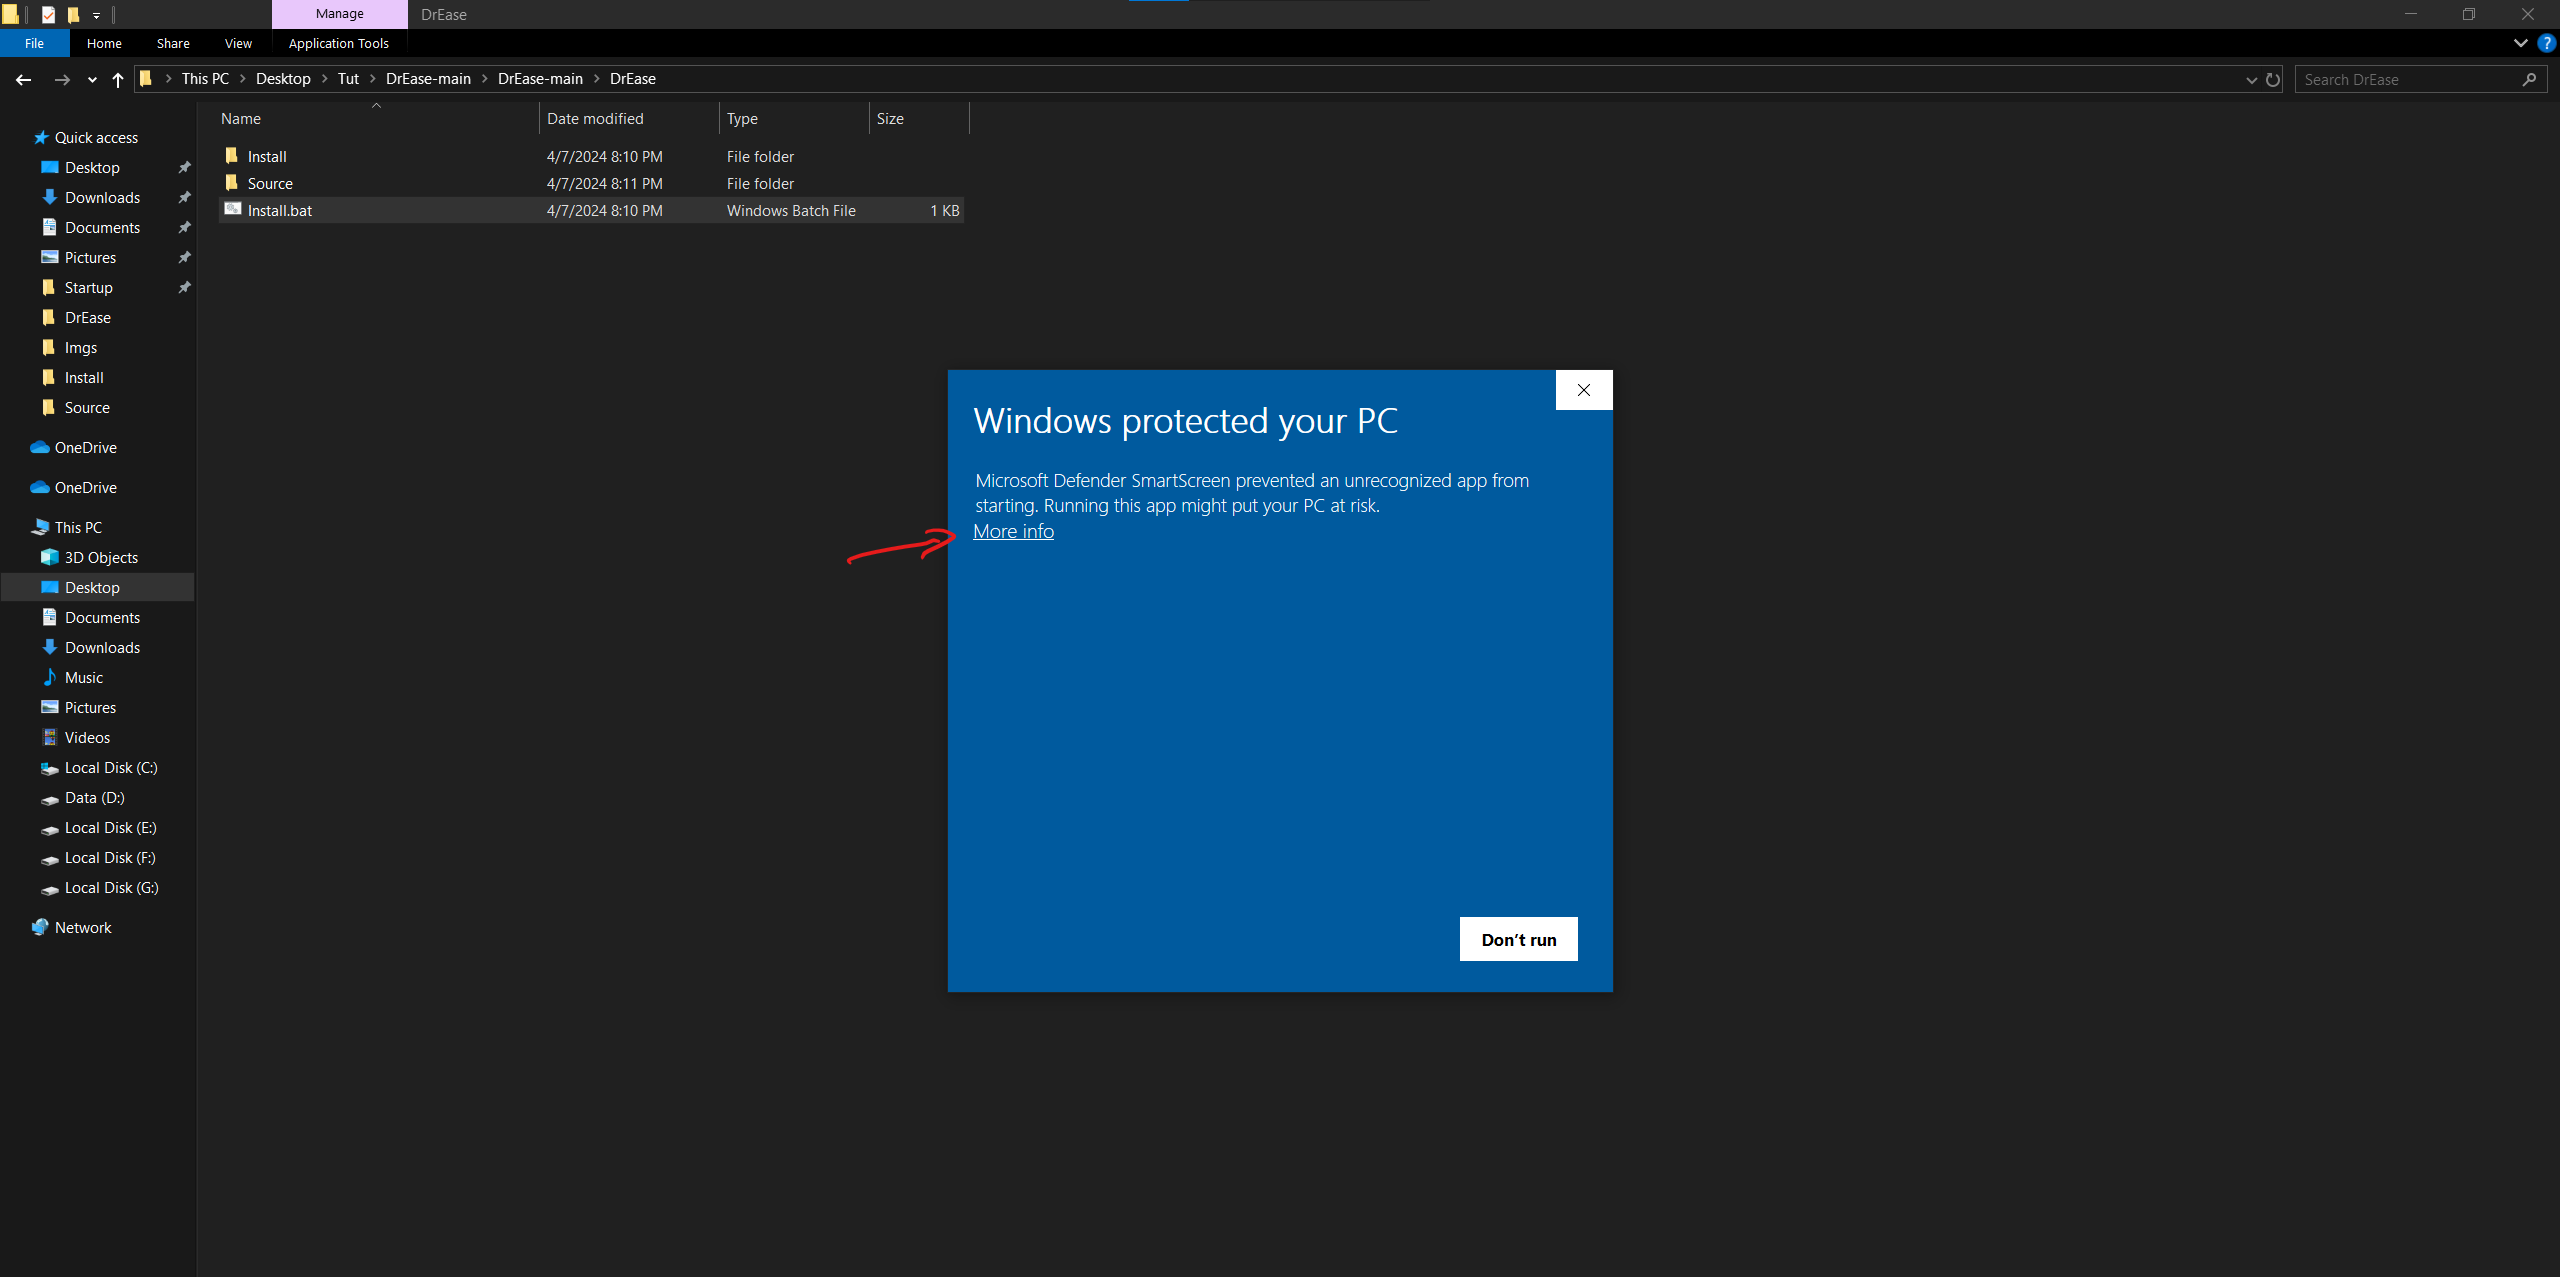 Manage
DrEase
File
Home
Share
View
Application Tools
?
This PC
Desktop
Tut
DrEase-main
DrEase-main
DrEase
Search DrEase
Name
Date modified
Type
Size
Install
4/7/2024 8:10 PM
File folder
Source
4/7/2024 8:11 PM
File folder
Install.bat
4/7/2024 8:10 PM
Windows Batch File
1 KB
Quick access
Desktop
Downloads
Documents
Pictures
Startup
DrEase
Imgs
Install
Source
OneDrive
OneDrive
This PC
3D Objects
Desktop
Documents
Downloads
Music
Pictures
Videos
Local Disk (C:)
Data (D:)
Local Disk (E:)
Local Disk (F:)
Local Disk (G:)
Network
Windows protected your PC
Microsoft Defender SmartScreen prevented an unrecognized app from
starting. Running this app might put your PC at risk.
More info
Don't run